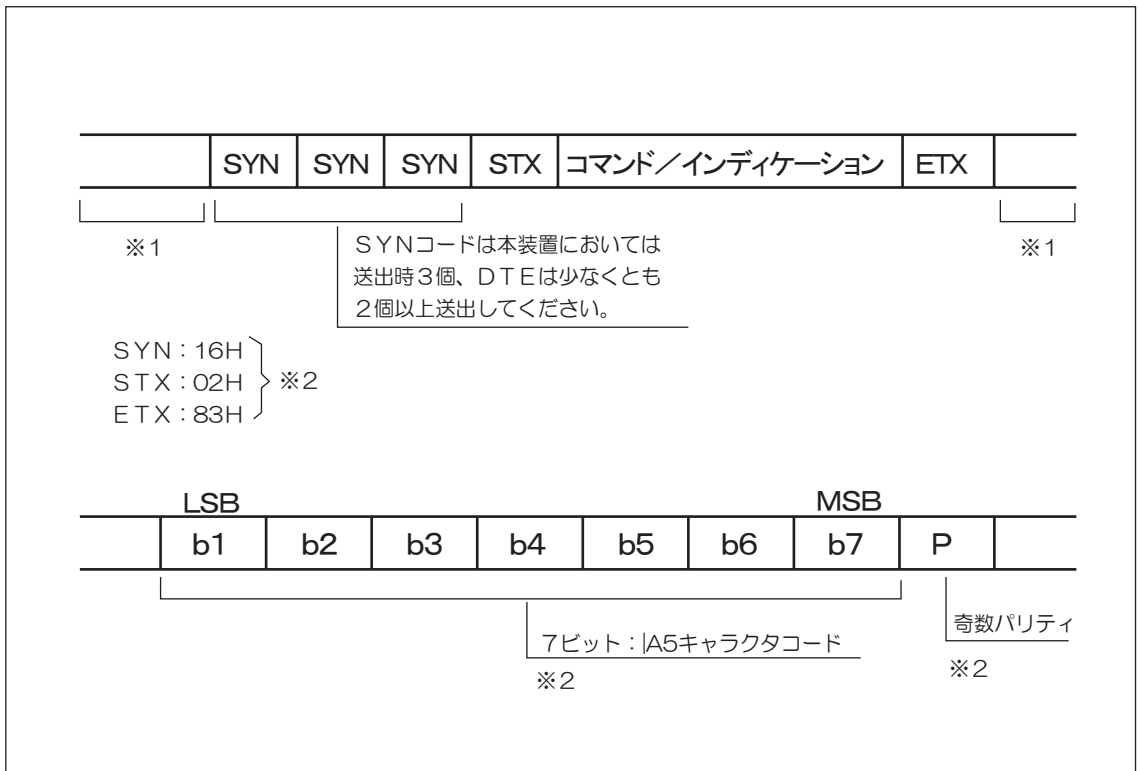 SYN SYN SYN STX コマンド／インディケーション ETX
※1
※1
ＳＹＮコードは本装置においては
送出時３個、ＤＴＥは少なくとも
２個以上送出してください。
ＳＹＮ：16H
ＳＴＸ：02H
ＥＴＸ：83H
※2
LSB MSB
b1 b2 b3 b4 b5 b6 b7 P
7ビット：|A5キャラクタコード
※2
奇数パリティ
※2